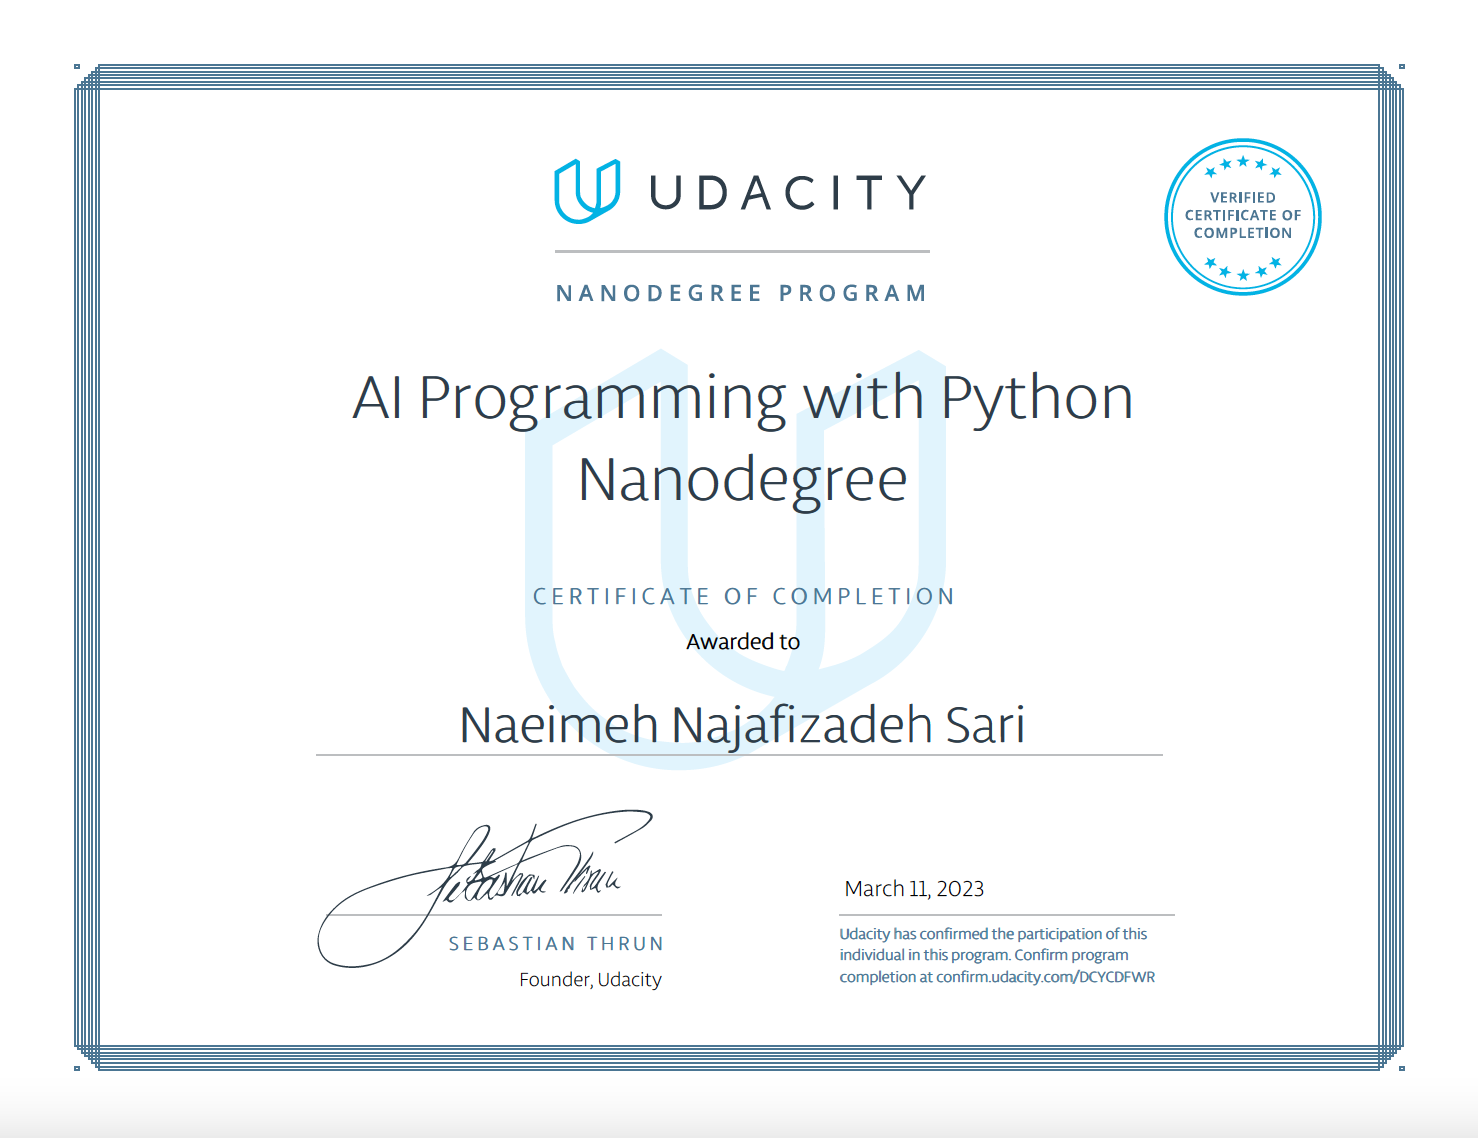 UDACITY
VERIFIED
CERTIFICATE OF
COMPLETION
NANODEGREE PROGRAM
AI Programming with Python
Nanodegree
CERTIFICATE OF COMPLETION
Awarded to
Naeimeh Najafizadeh Sari
Sebastian Thrun
SEBASTIAN THRUN
Founder, Udacity
March 11, 2023
Udacity has confirmed the participation of this
individual in this program. Confirm program
completion at confirm.udacity.com/DCYCDFWR